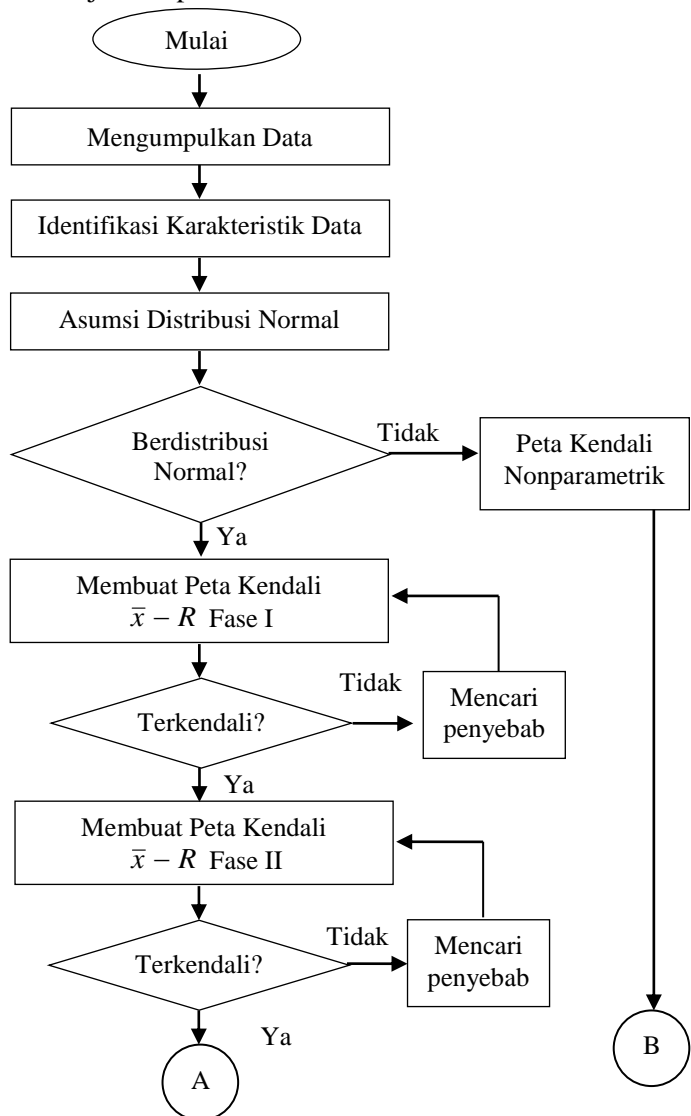 Mulai
Mengumpulkan Data
Identifikasi Karakteristik Data
Asumsi Distribusi Normal
Berdistribusi
Normal?
Tidak
Peta Kendali
Nonparametrik
Ya
Membuat Peta Kendali
x̅ – R Fase I
Terkendali?
Tidak
Mencari
penyebab
Ya
Membuat Peta Kendali
x̅ – R Fase II
Terkendali?
Tidak
Mencari
penyebab
Ya
A
B